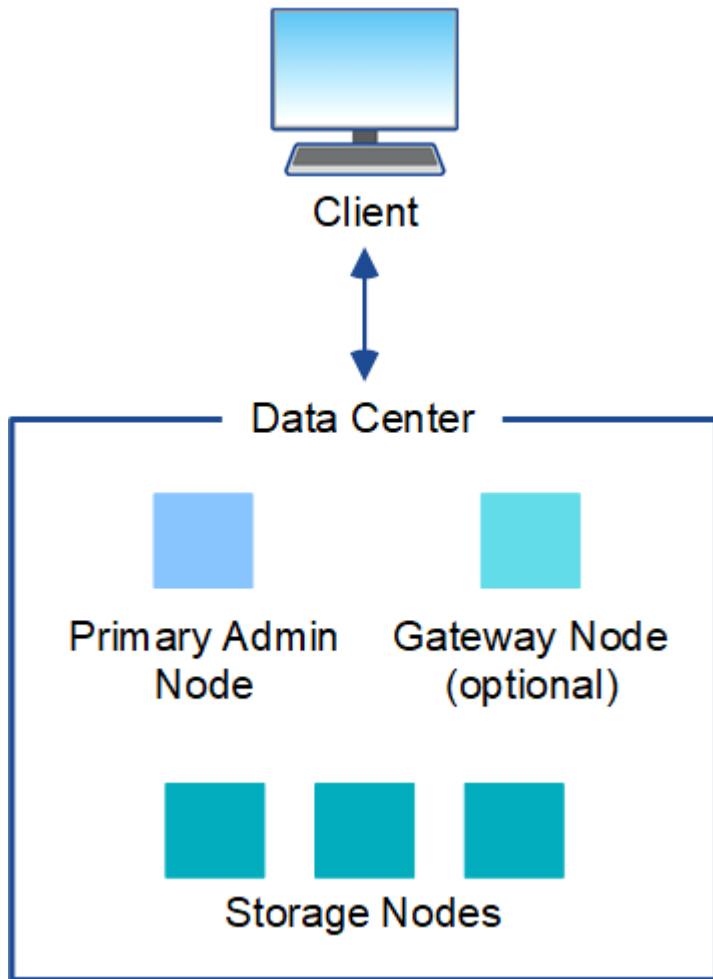 Client
Data Center
Primary Admin
Node
Gateway Node
(optional)
Storage Nodes